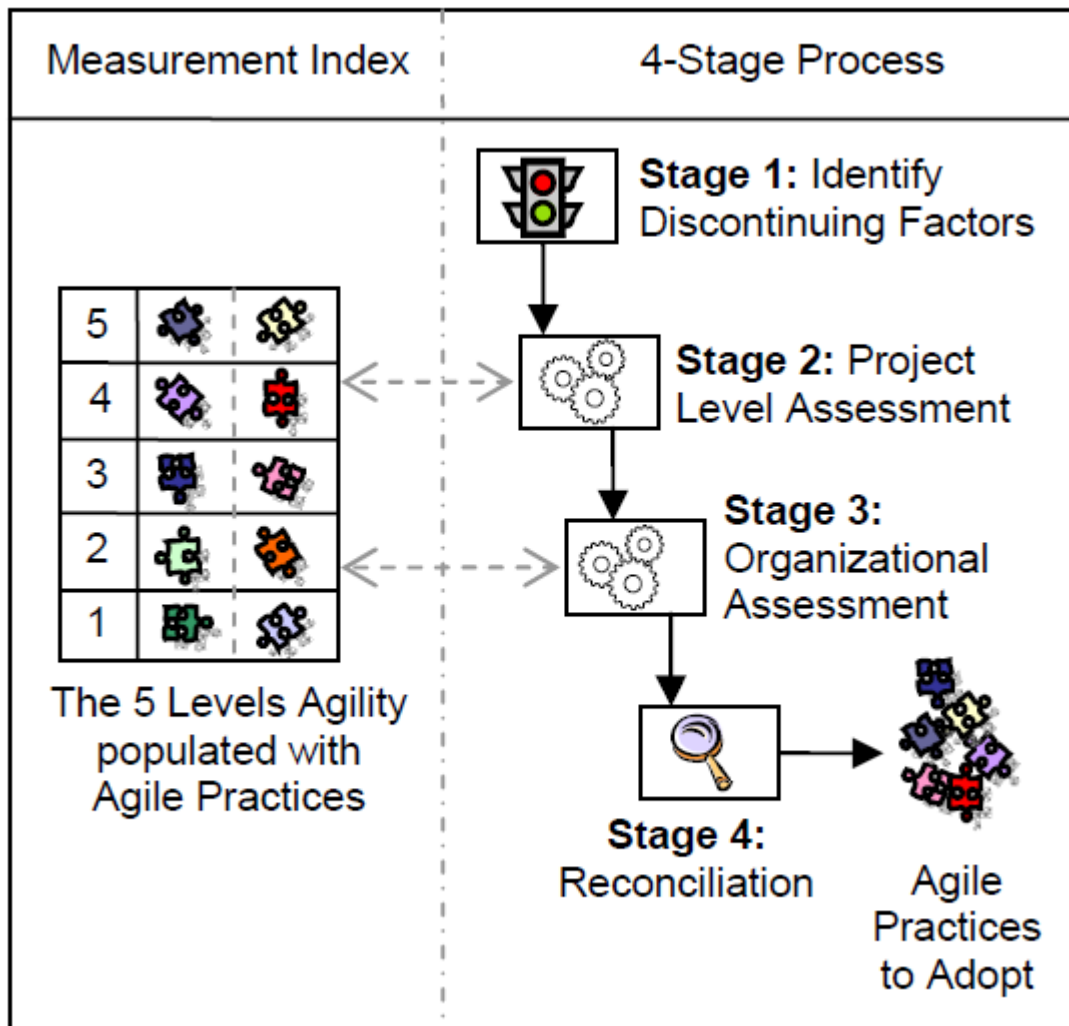 Measurement Index
4-Stage Process
Stage 1: Identify
Discontinuing Factors
Stage 2: Project
Level Assessment
Stage 3:
Organizational
Assessment
Stage 4:
Reconciliation
Agile
Practices
to Adopt
5
4
3
2
1
The 5 Levels Agility
populated with
Agile Practices